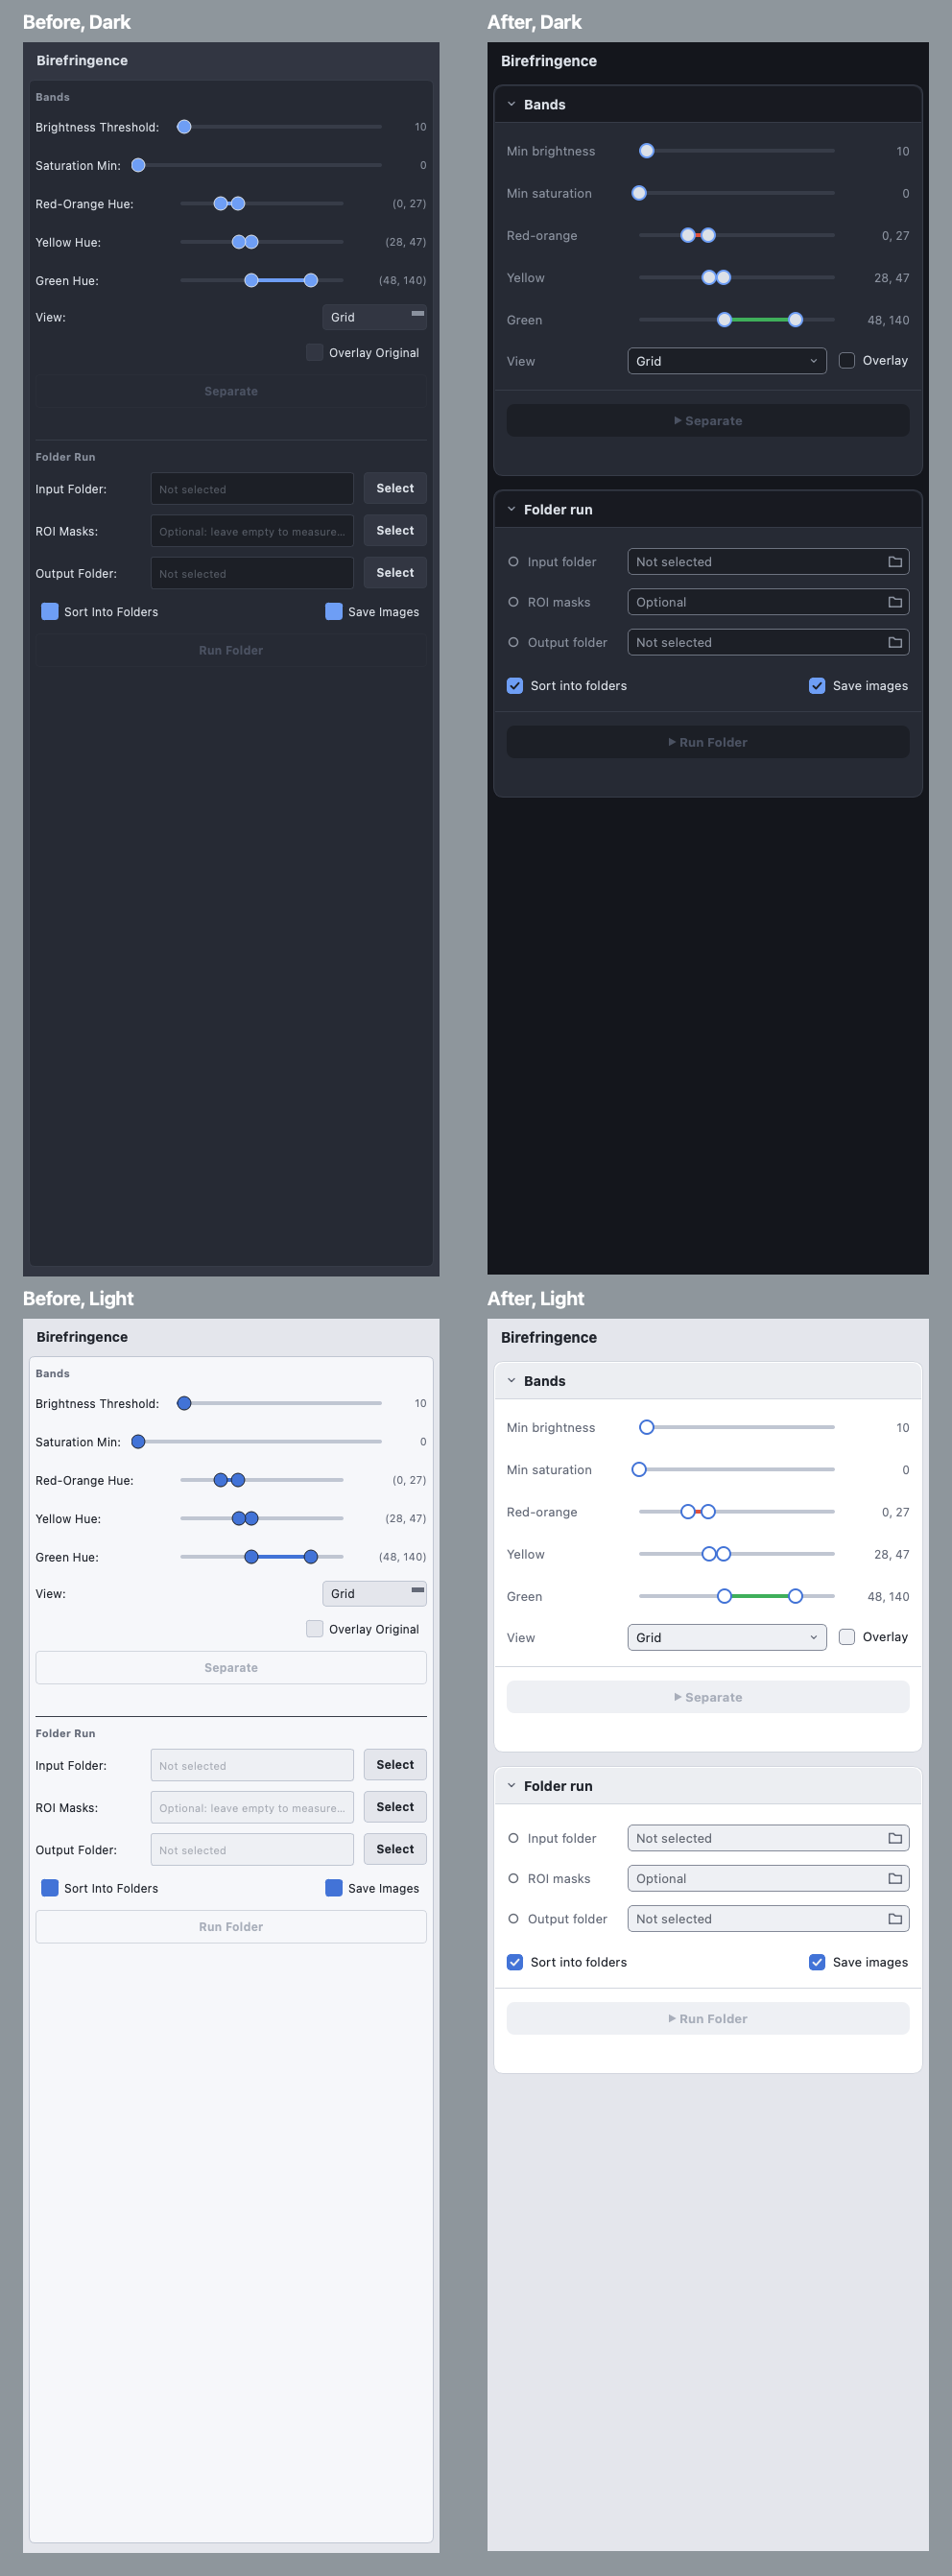 Before, Dark
Birefringence
Bands
Brightness Threshold: 10
Saturation Min: 0
Red-Orange Hue: (0, 27)
Yellow Hue: (28, 47)
Green Hue: (48, 140)
View: Grid
Overlay Original
Separate
Folder Run
Input Folder: Not selected Select
ROI Masks: Optional: leave empty to measure... Select
Output Folder: Not selected Select
Sort Into Folders Save Images
Run Folder
After, Dark
Birefringence
Bands
Min brightness 10
Min saturation 0
Red-orange 0, 27
Yellow 28, 47
Green 48, 140
View Grid Overlay
Separate
Folder run
Input folder Not selected
ROI masks Optional
Output folder Not selected
Sort into folders Save images
Run Folder
Before, Light
Birefringence
Bands
Brightness Threshold: 10
Saturation Min: 0
Red-Orange Hue: (0, 27)
Yellow Hue: (28, 47)
Green Hue: (48, 140)
View: Grid
Overlay Original
Separate
Folder Run
Input Folder: Not selected Select
ROI Masks: Optional: leave empty to measure... Select
Output Folder: Not selected Select
Sort Into Folders Save Images
Run Folder
After, Light
Birefringence
Bands
Min brightness 10
Min saturation 0
Red-orange 0, 27
Yellow 28, 47
Green 48, 140
View Grid Overlay
Separate
Folder run
Input folder Not selected
ROI masks Optional
Output folder Not selected
Sort into folders Save images
Run Folder